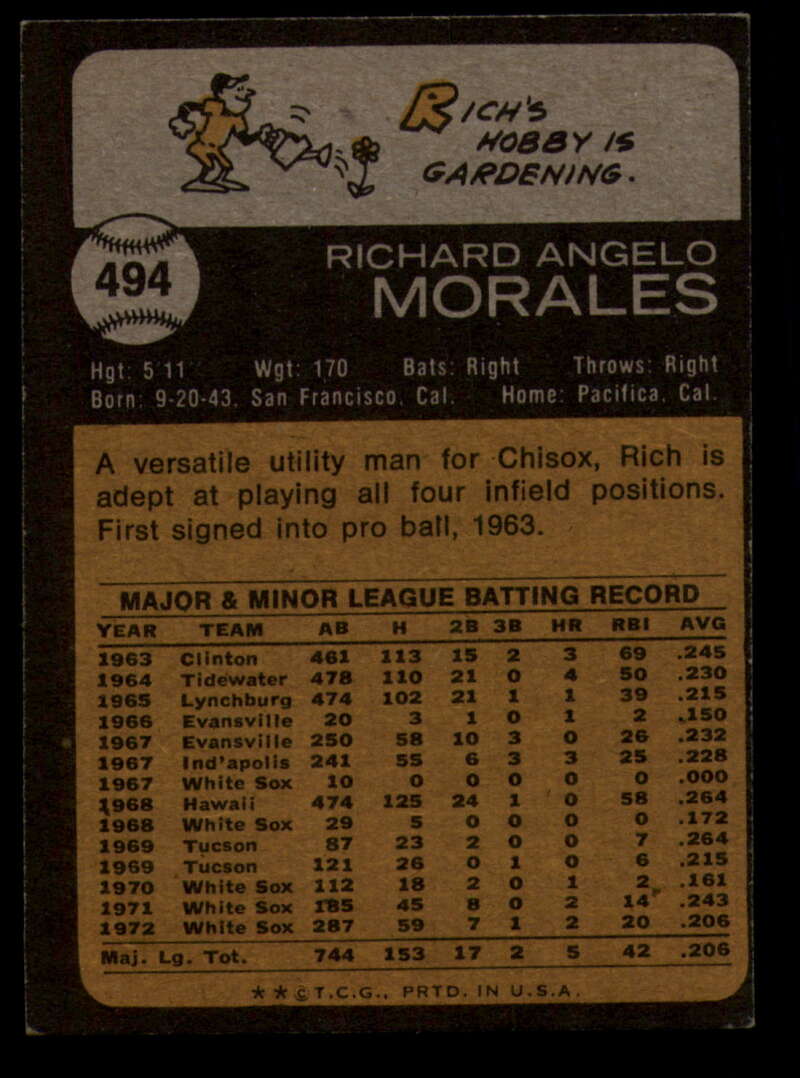 RICH'S
HOBBY IS
GARDENING.
494
RICHARD ANGELO
MORALES
Hgt: 5'11" Wgt: 170 Bats: Right Throws: Right
Born: 9-20-43, San Francisco, Cal. Home: Pacifica, Cal.
A versatile utility man for Chisox, Rich is
adept at playing all four infield positions.
First signed into pro ball, 1963.
MAJOR & MINOR LEAGUE BATTING RECORD
YEAR TEAM AB H 2B 3B HR RBI AVG
1963 Clinton 461 113 15 2 3 69 .245
1964 Tidewater 478 110 21 0 4 50 .230
1965 Lynchburg 474 102 21 1 1 39 .215
1966 Evansville 20 3 1 0 1 2 .150
1967 Evansville 250 58 10 3 0 26 .232
1967 Ind'apolis 241 55 6 3 3 25 .228
1967 White Sox 10 0 0 0 0 0 .000
1968 Hawaii 474 125 24 1 0 58 .264
1968 White Sox 29 5 0 0 0 0 .172
1969 Tucson 87 23 2 0 0 7 .264
1969 Tucson 121 26 0 1 0 6 .215
1970 White Sox 112 18 2 0 1 2 .161
1971 White Sox 185 45 8 0 2 14 .243
1972 White Sox 287 59 7 1 2 20 .206
Maj. Lg. Tot. 744 153 17 2 5 42 .206
★★©T.C.G., PRTD. IN U.S.A.